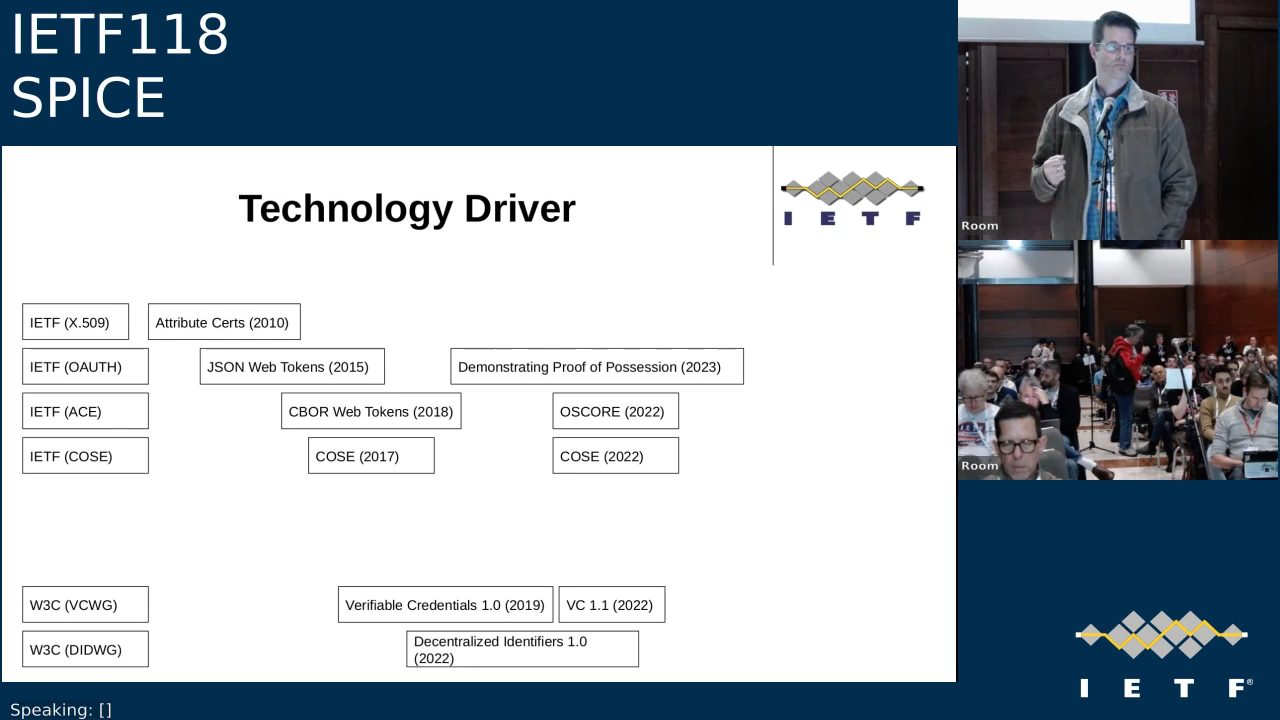 IETF118
SPICE
Technology Driver
I E T F
IETF (X.509)
Attribute Certs (2010)
IETF (OAUTH)
JSON Web Tokens (2015)
Demonstrating Proof of Possession (2023)
IETF (ACE)
CBOR Web Tokens (2018)
OSCORE (2022)
IETF (COSE)
COSE (2017)
COSE (2022)
W3C (VCWG)
Verifiable Credentials 1.0 (2019)
VC 1.1 (2022)
W3C (DIDWG)
Decentralized Identifiers 1.0
(2022)
Room
Room
I E T F®
Speaking: []